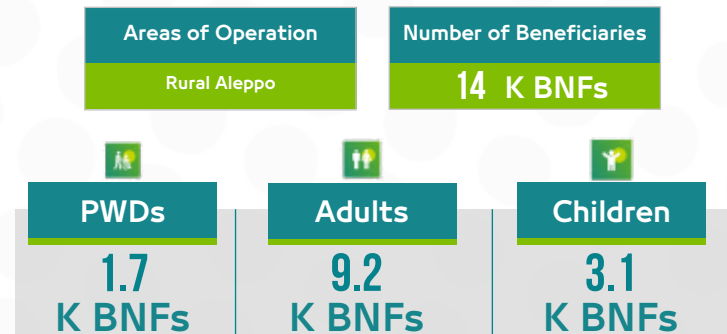 Areas of Operation
Rural Aleppo
Number of Beneficiaries
14 K BNFs
PWDs
1.7
K BNFs
Adults
9.2
K BNFs
Children
3.1
K BNFs